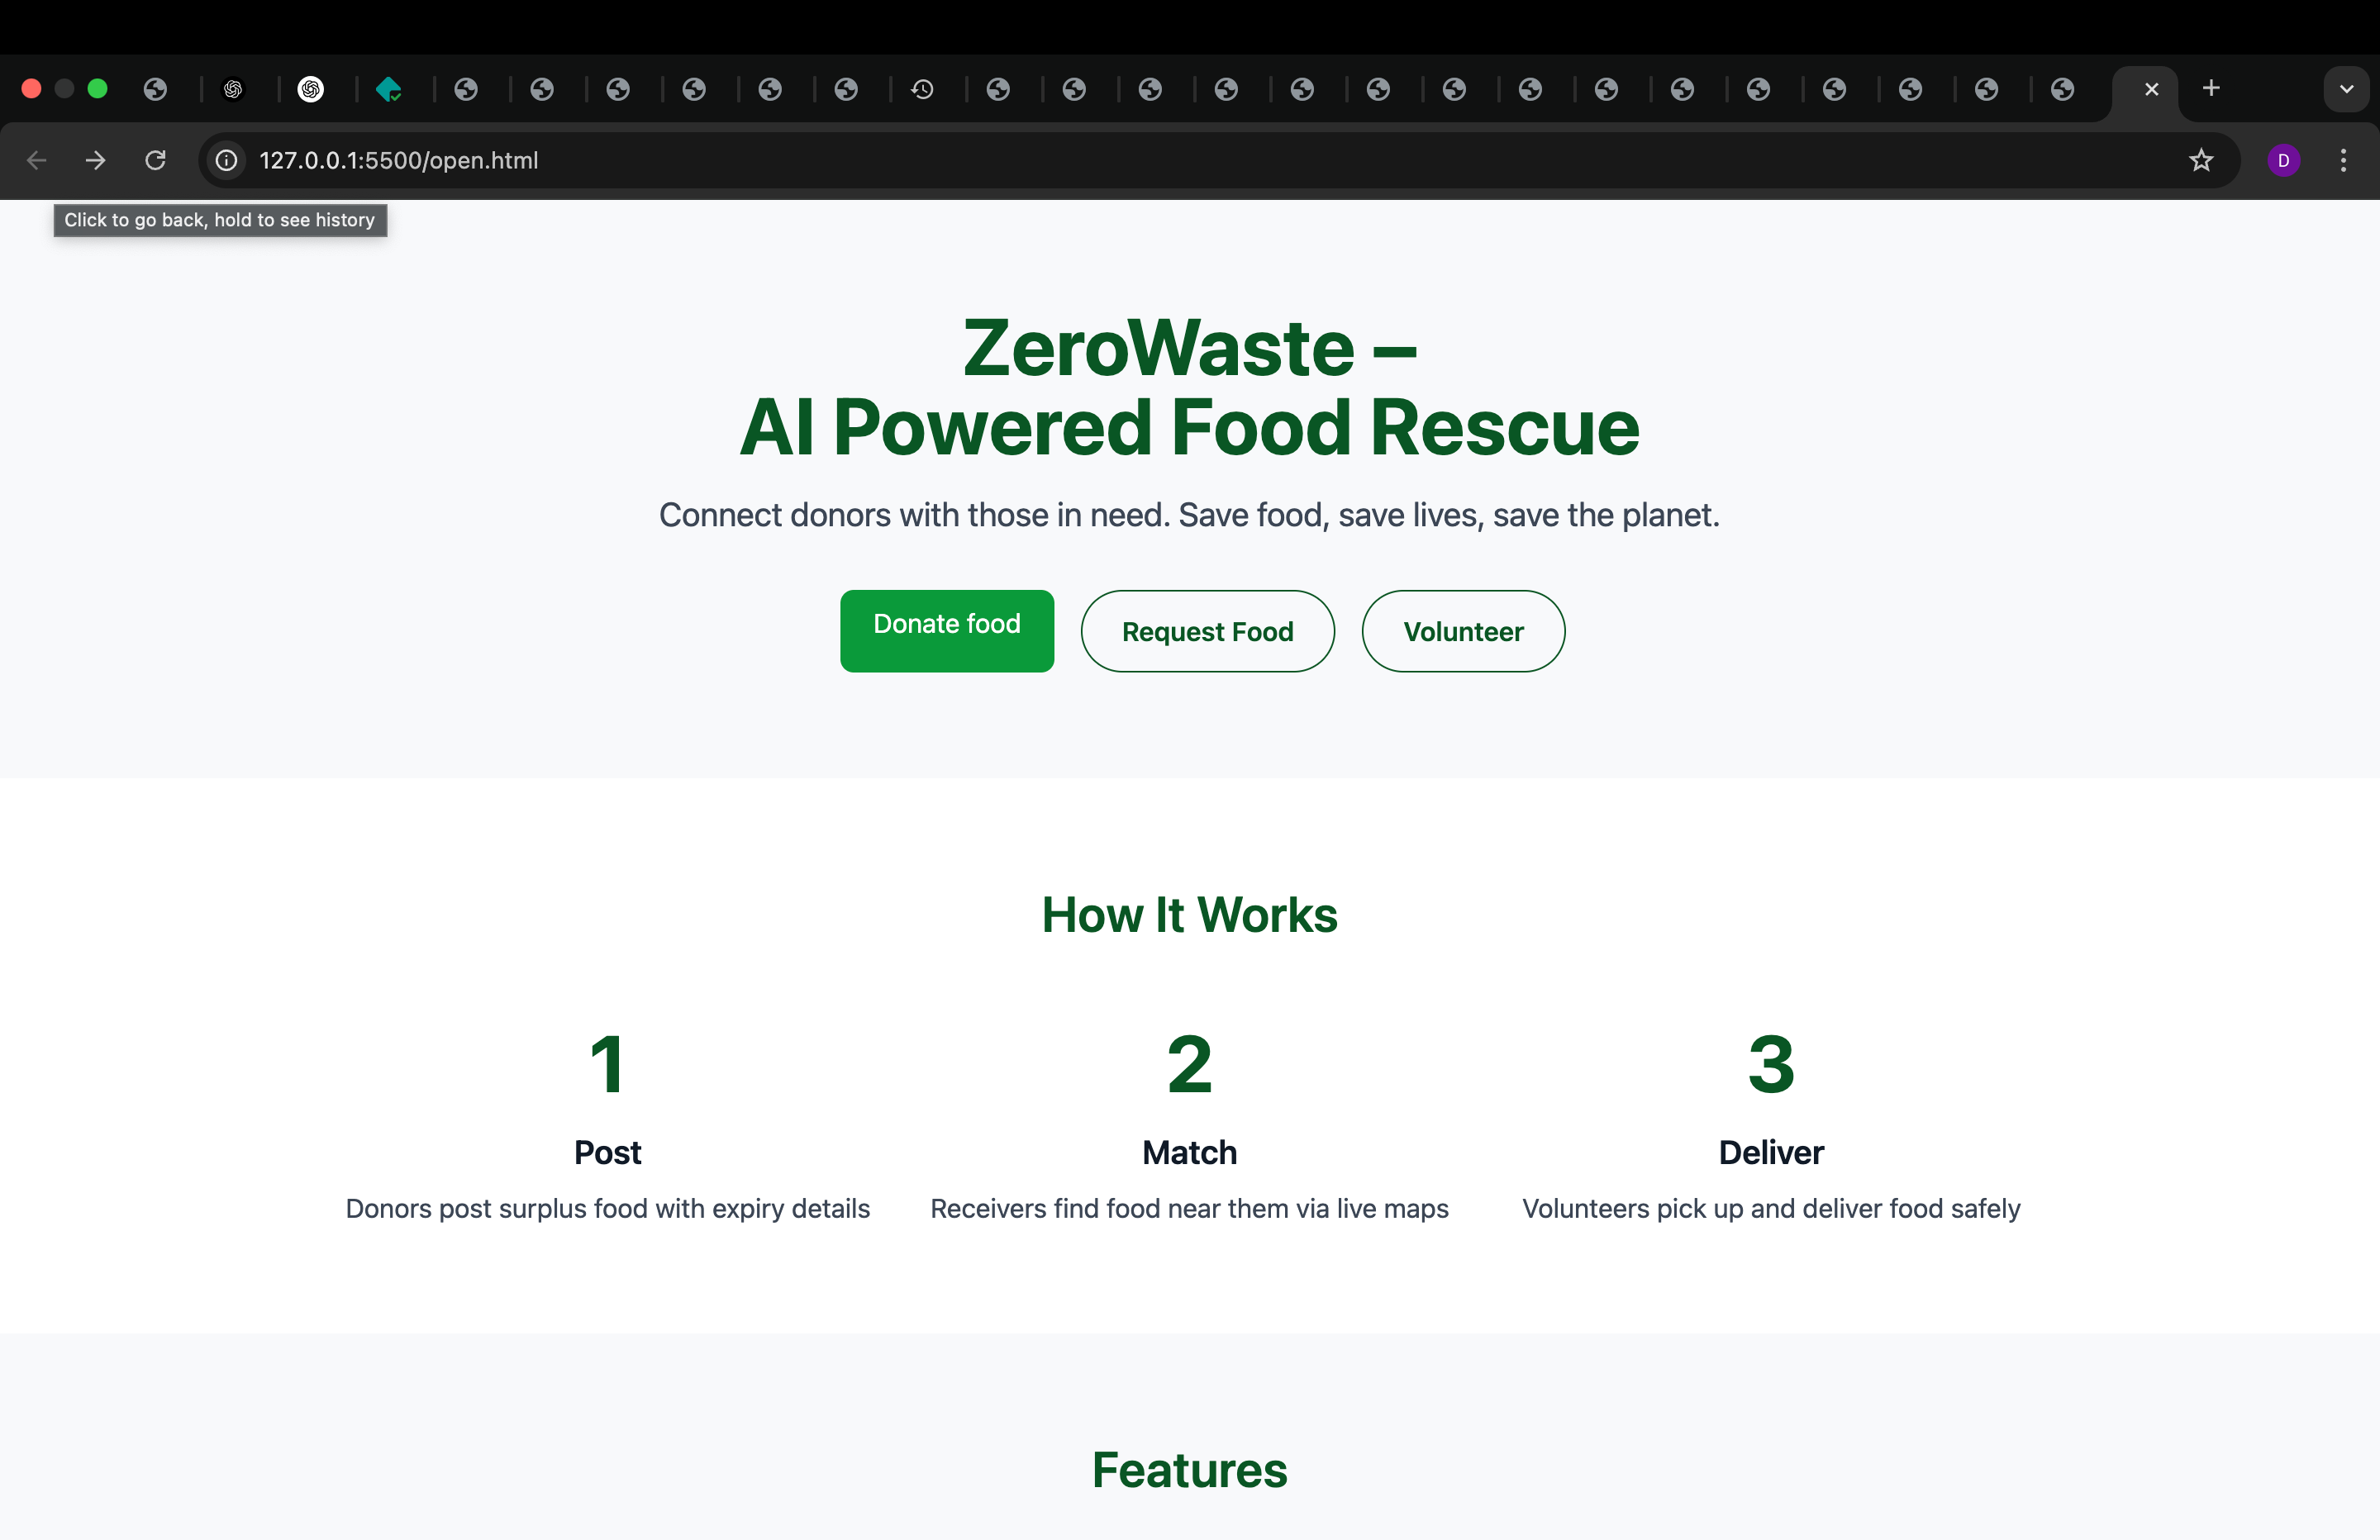 127.0.0.1:5500/open.html
D
Click to go back, hold to see history
ZeroWaste –
AI Powered Food Rescue
Connect donors with those in need. Save food, save lives, save the planet.
Donate food
Request Food
Volunteer
How It Works
1
2
3
Post
Match
Deliver
Donors post surplus food with expiry details
Receivers find food near them via live maps
Volunteers pick up and deliver food safely
Features